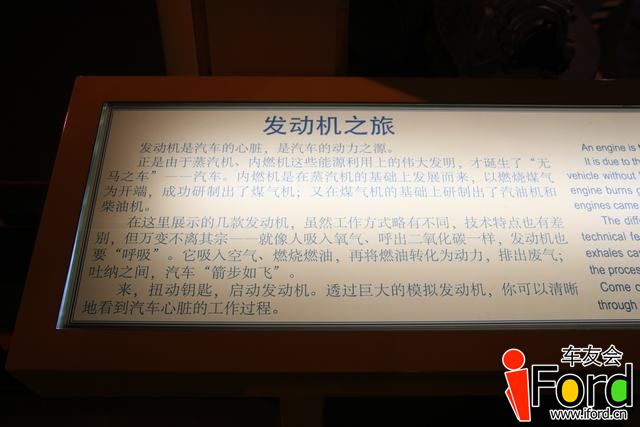 发动机之旅
发动机是汽车的心脏，是汽车的动力之源。
正是由于蒸汽机、内燃机这些能源利用上的伟大发明，才诞生了“无
马之车”——汽车。内燃机是在蒸汽机的基础上发展而来，以燃烧煤气
为开端，成功研制出了煤气机；又在煤气机的基础上研制出了汽油机和
柴油机。
在这里展示的几款发动机，虽然工作方式略有不同，技术特点也有差
别，但万变不离其宗——就像人吸入氧气、呼出二氧化碳一样，发动机也
要“呼吸”。它吸入空气、燃烧燃油，再将燃油转化为动力，排出废气；
吐纳之间，汽车“箭步如飞”。
来，扭动钥匙，启动发动机。透过巨大的模拟发动机，你可以清晰
地看到汽车心脏的工作过程。
An engine is t
It is due to the
vehicle without
engine burns c
engines came
The diffe
technical fea
exhales ca
the process
Come c
through
车友会
iFord
www.iford.cn